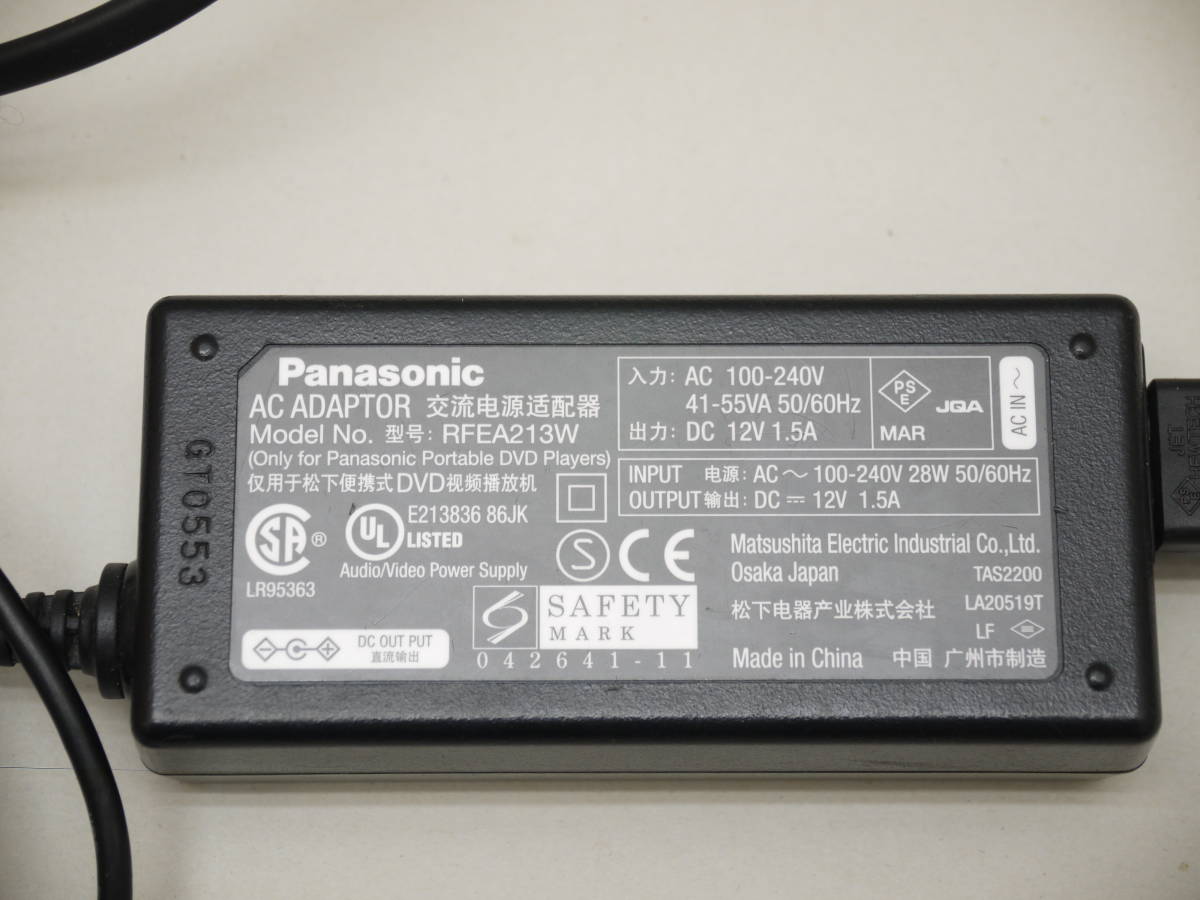 Panasonic
AC ADAPTOR 交流电源适配器
Model No. 型号: RFEA213W
(Only for Panasonic Portable DVD Players)
仅用于松下便携式DVD视频播放机
入力: AC 100-240V
41-55VA 50/60Hz
出力: DC 12V 1.5A
PS
E
JQA
MAR
AC IN ～
INPUT 电源: AC～ 100-240V 28W 50/60Hz
OUTPUT 输出: DC⎓ 12V 1.5A
SA ®
LR95363
UL
E213836 86JK
LISTED
Audio/Video Power Supply
S
CE
SAFETY
MARK
042641-11
DC OUT PUT
直流输出
Matsushita Electric Industrial Co.,Ltd.
Osaka Japan
TAS2200
松下电器产业株式会社
LA20519T
LF
Made in China 中国 广州市制造
GT0553
JET